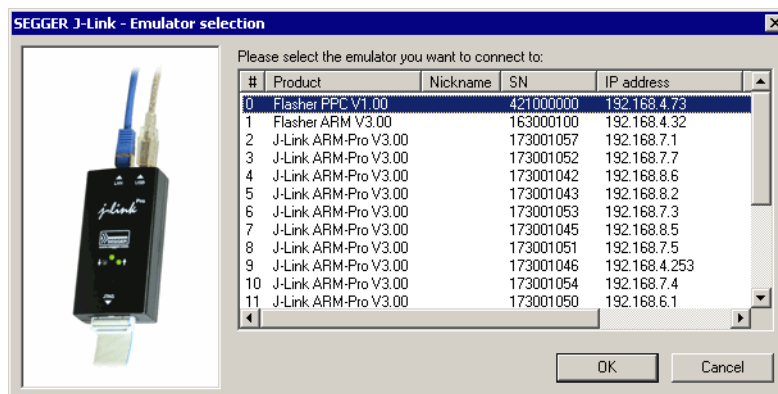 SEGGER J-Link - Emulator selection
Please select the emulator you want to connect to:
# Product Nickname SN IP address
0 Flasher PPC V1.00 421000000 192.168.4.73
1 Flasher ARM V3.00 163000100 192.168.4.32
2 J-Link ARM-Pro V3.00 173001057 192.168.7.1
3 J-Link ARM-Pro V3.00 173001052 192.168.7.7
4 J-Link ARM-Pro V3.00 173001042 192.168.8.6
5 J-Link ARM-Pro V3.00 173001043 192.168.8.2
6 J-Link ARM-Pro V3.00 173001053 192.168.7.3
7 J-Link ARM-Pro V3.00 173001045 192.168.8.5
8 J-Link ARM-Pro V3.00 173001051 192.168.7.5
9 J-Link ARM-Pro V3.00 173001046 192.168.4.253
10 J-Link ARM-Pro V3.00 173001054 192.168.7.4
11 J-Link ARM-Pro V3.00 173001050 192.168.6.1
LAN USB
j-link Pro
SEGGER
JTAG
OK Cancel